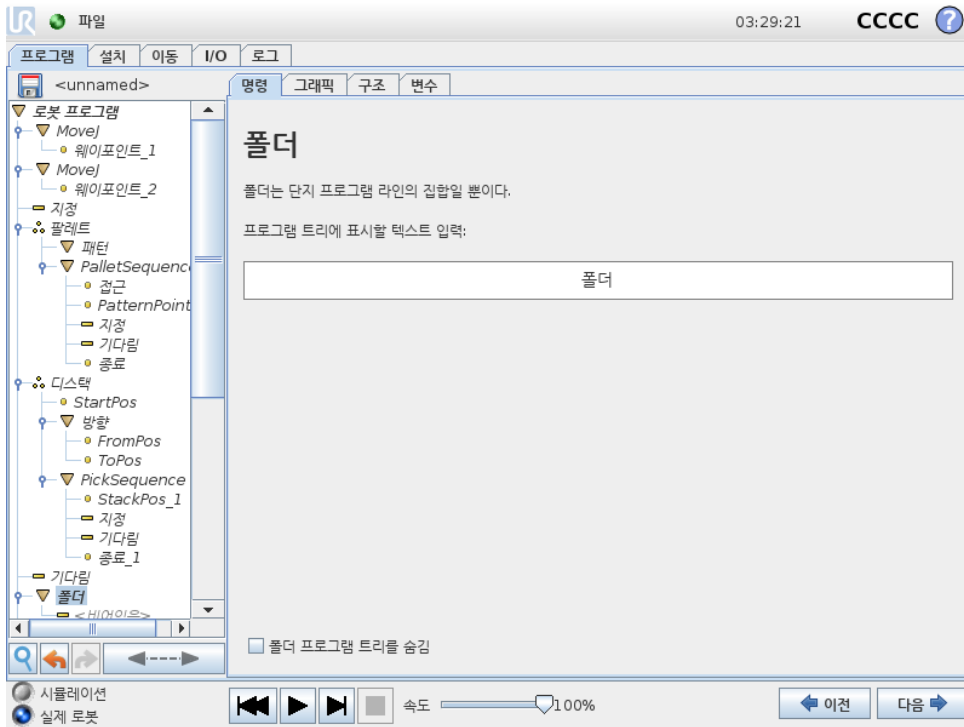 UR 파일 03:29:21 CCCC ?
프로그램 설치 이동 I/O 로그
<unnamed>
명령 그래픽 구조 변수
로봇 프로그램
MoveJ
웨이포인트_1
MoveJ
웨이포인트_2
지정
팔레트
패턴
PalletSequenc
접근
PatternPoint
지정
기다림
종료
디스택
StartPos
방향
FromPos
ToPos
PickSequence
StackPos_1
지정
기다림
종료_1
기다림
폴더
<비어있음>
폴더
폴더는 단지 프로그램 라인의 집합일 뿐이다.
프로그램 트리에 표시할 텍스트 입력:
폴더
폴더 프로그램 트리를 숨김
시뮬레이션
실제 로봇
속도 100%
이전 다음